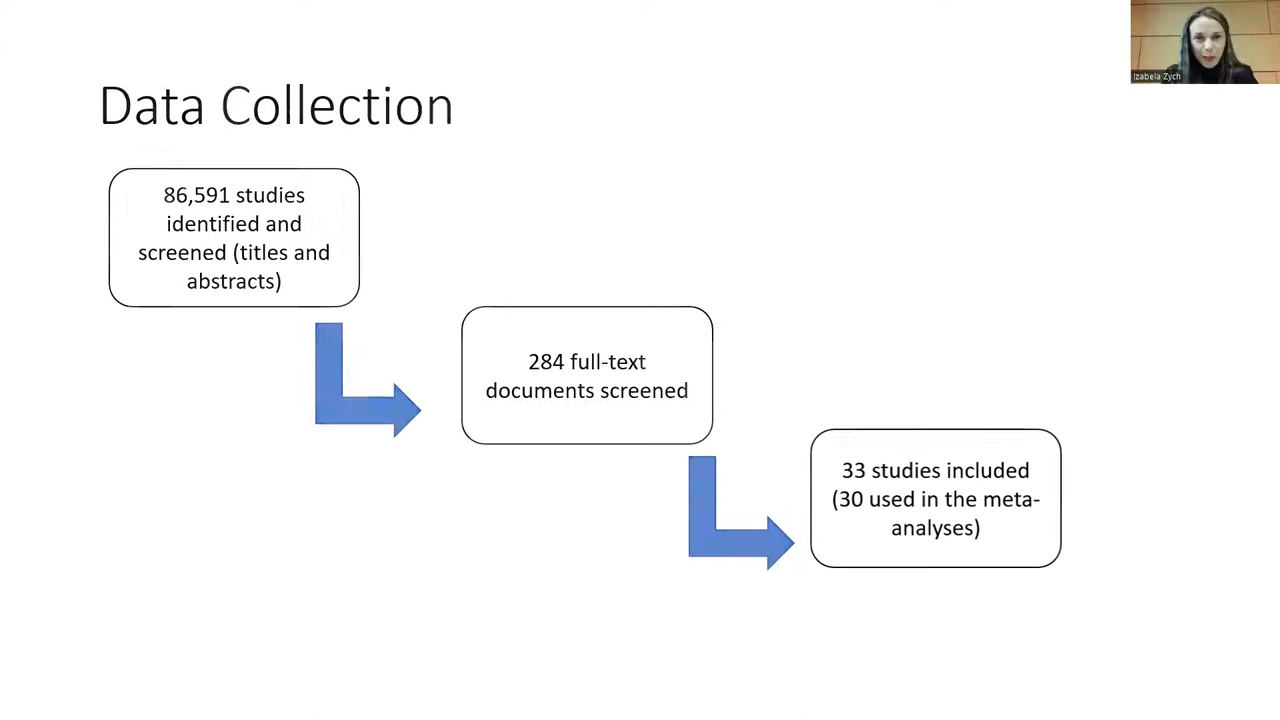 Izabela Zych
Data Collection
86,591 studies
identified and
screened (titles and
abstracts)
284 full-text
documents screened
33 studies included
(30 used in the meta-
analyses)